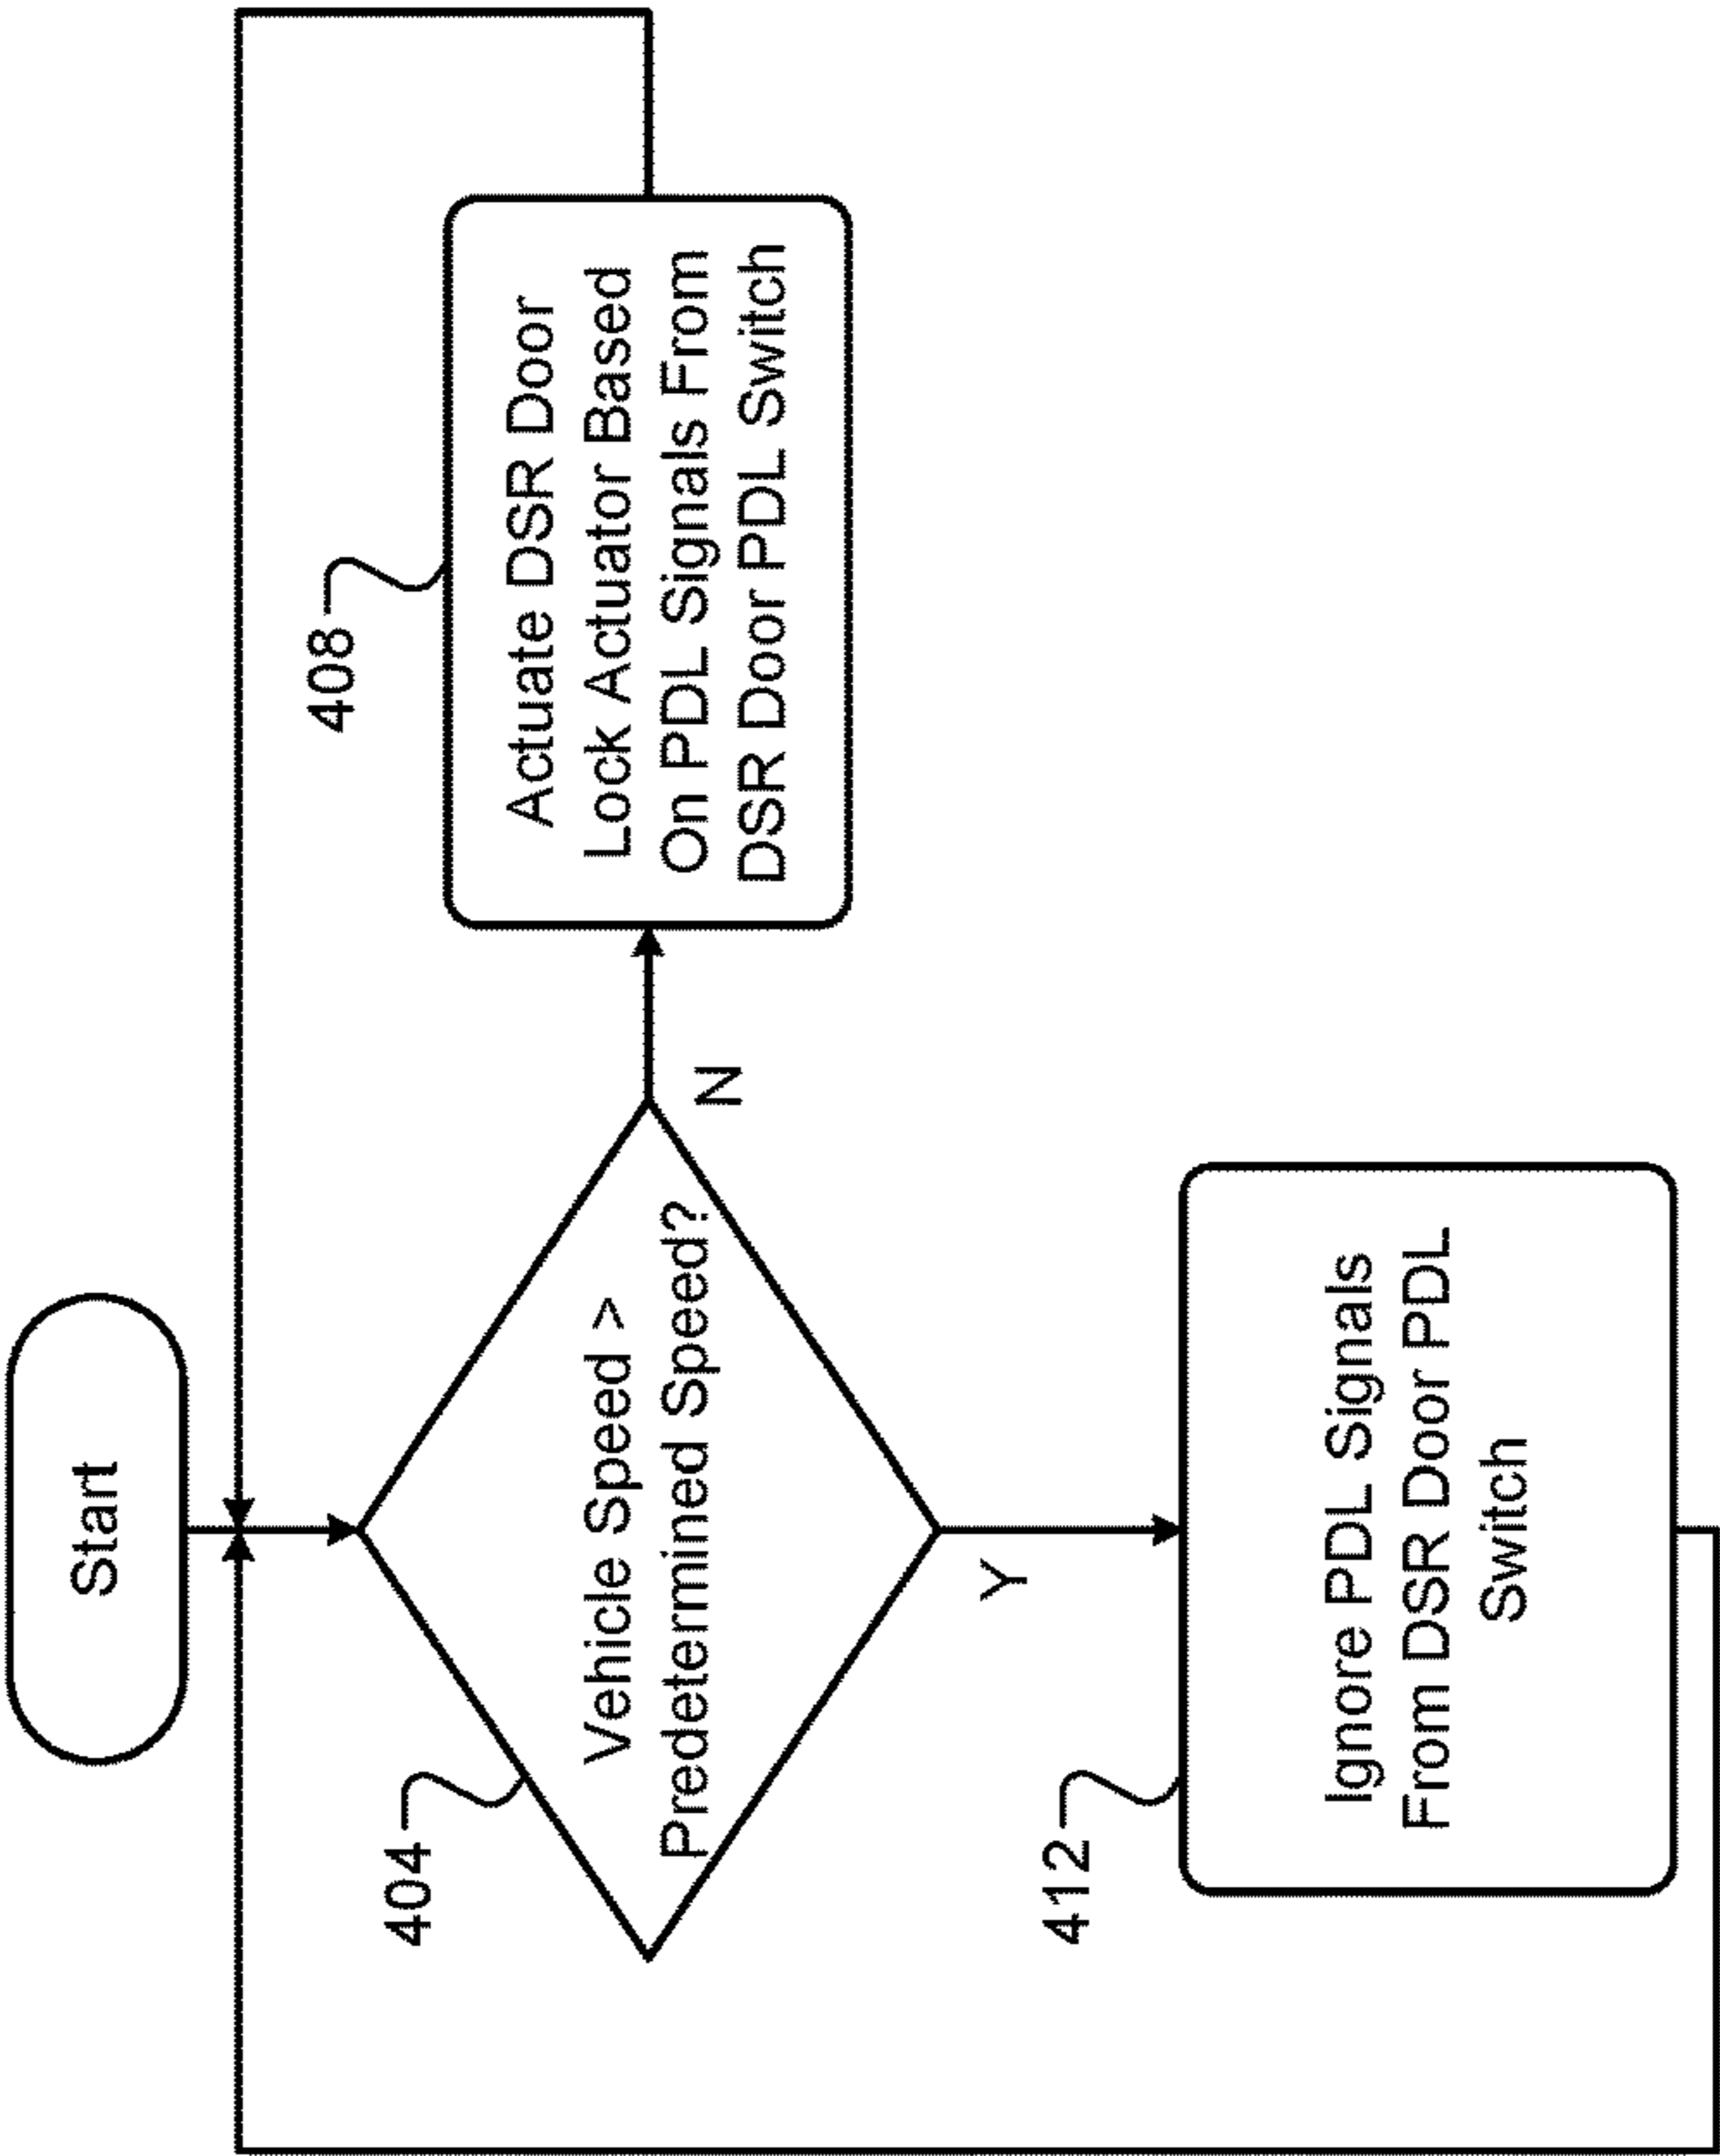 Start
404
Vehicle Speed >
Predetermined Speed?
N
408
Actuate DSR Door
Lock Actuator Based
On PDL Signals From
DSR Door PDL Switch
Y
412
Ignore PDL Signals
From DSR Door PDL
Switch